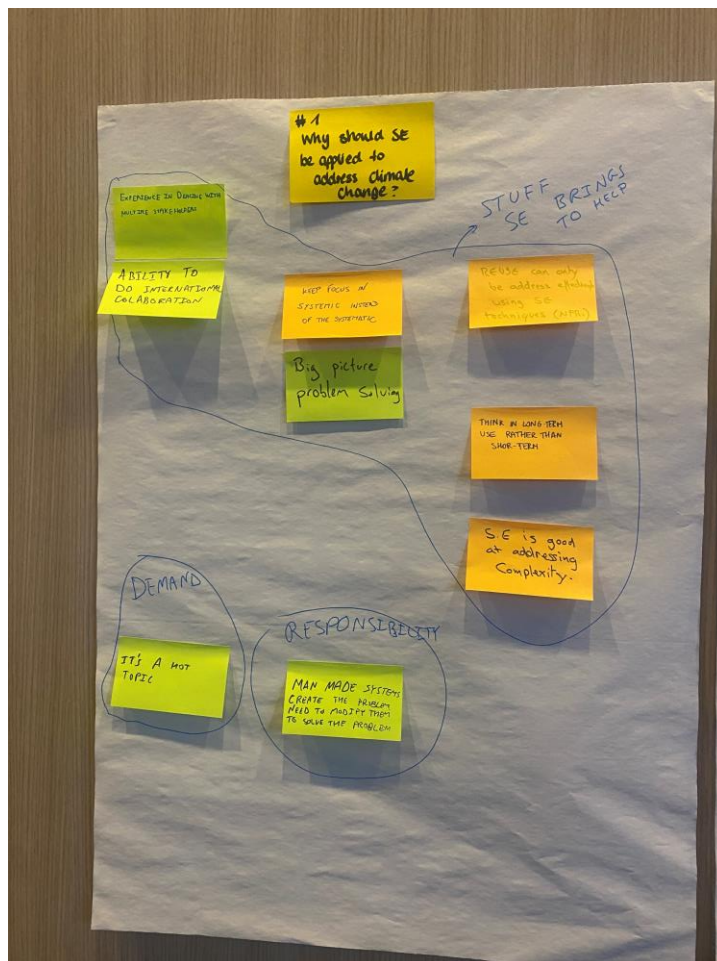 #1
Why should SE
be applied to
address climate
change?
STUFF
SE BRINGS
TO HELP
EXPERIENCE IN DEALING WITH
MULTIPLE STAKEHOLDERS
ABILITY TO
DO INTERNATIONAL
COLABORATION
KEEP FOCUS IN
SYSTEMIC INSTEAD
OF THE SYSTEMATIC
Big picture
problem solving
REUSE can only
be address
using SE
techniques
THINK IN LONG-TERM
USE RATHER THAN
SHOR-TERM
S.E is good
at addressing
Complexity.
DEMAND
IT'S A HOT
TOPIC
RESPONSIBILITY
MAN MADE SYSTEMS
CREATE THE PROBLEM
NEED TO MODIFY THEM
TO SOLVE THE PROBLEM